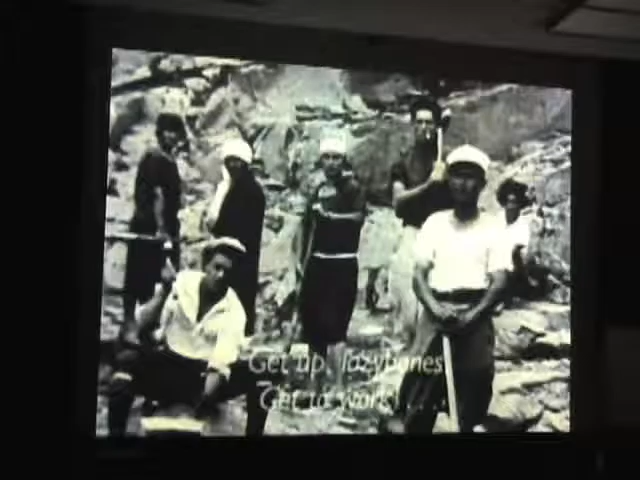 Get up, lazybones
Get to work! . . .